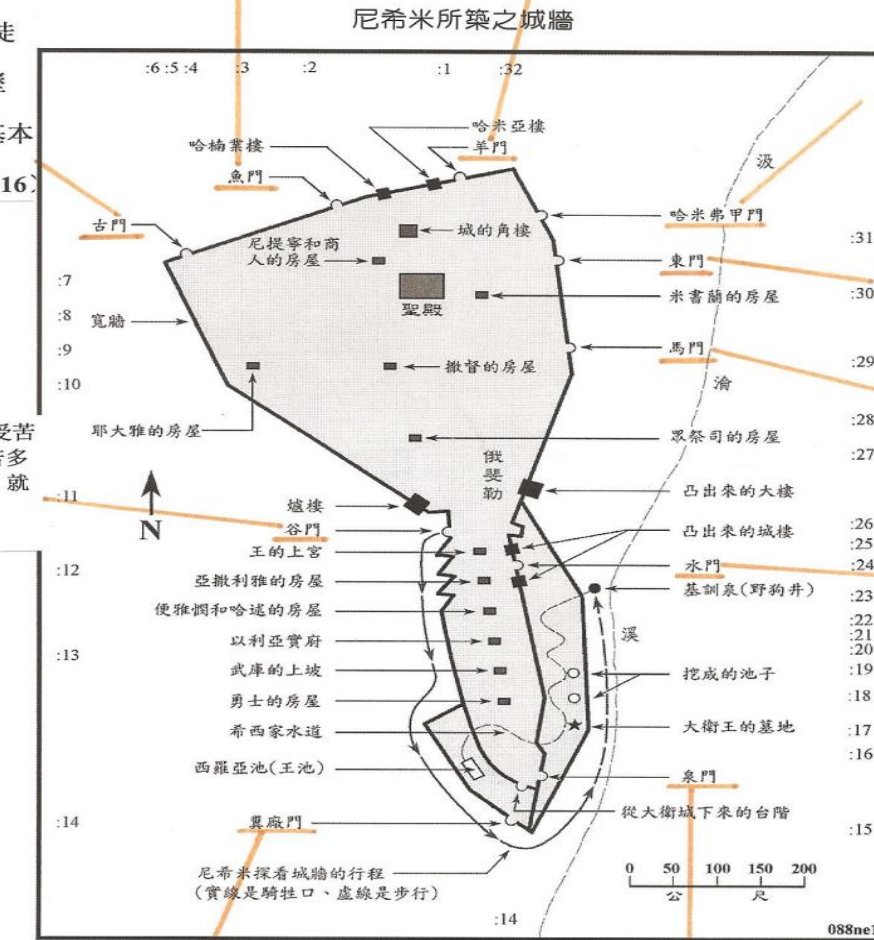 尼希米所築之城牆
徒
本
16)
受苦
多
就
:6 :5 :4 :3 :2 :1 :32
哈米亞樓
哈楠業樓
羊門
魚門
汲
古門
城的角樓
哈米弗甲門
尼提寧和商
人的房屋
:31
東門
:7
聖殿
米書蘭的房屋
:30
:8
寬牆
:9
馬門
:29
:10
撒督的房屋
淪
耶大雅的房屋
:28
眾祭司的房屋
:27
俄斐勒
:11
N
爐樓
凸出來的大樓
谷門
凸出來的城樓
:26
王的上宮
:25
水門
:24
:12
亞撒利雅的房屋
基訓泉(野狗井)
:23
便雅憫和哈述的房屋
:22
溪
:21
以利亞實府
:20
:13
武庫的上坡
挖成的池子
:19
:18
勇士的房屋
大衛王的墓地
:17
希西家水道
:16
西羅亞池(王池)
泉門
:14
糞廠門
從大衛城下來的台階
:15
尼希米探看城牆的行程
(實線是騎牲口、虛線是步行)
0 50 100 150 200
公尺
:14
088ne1